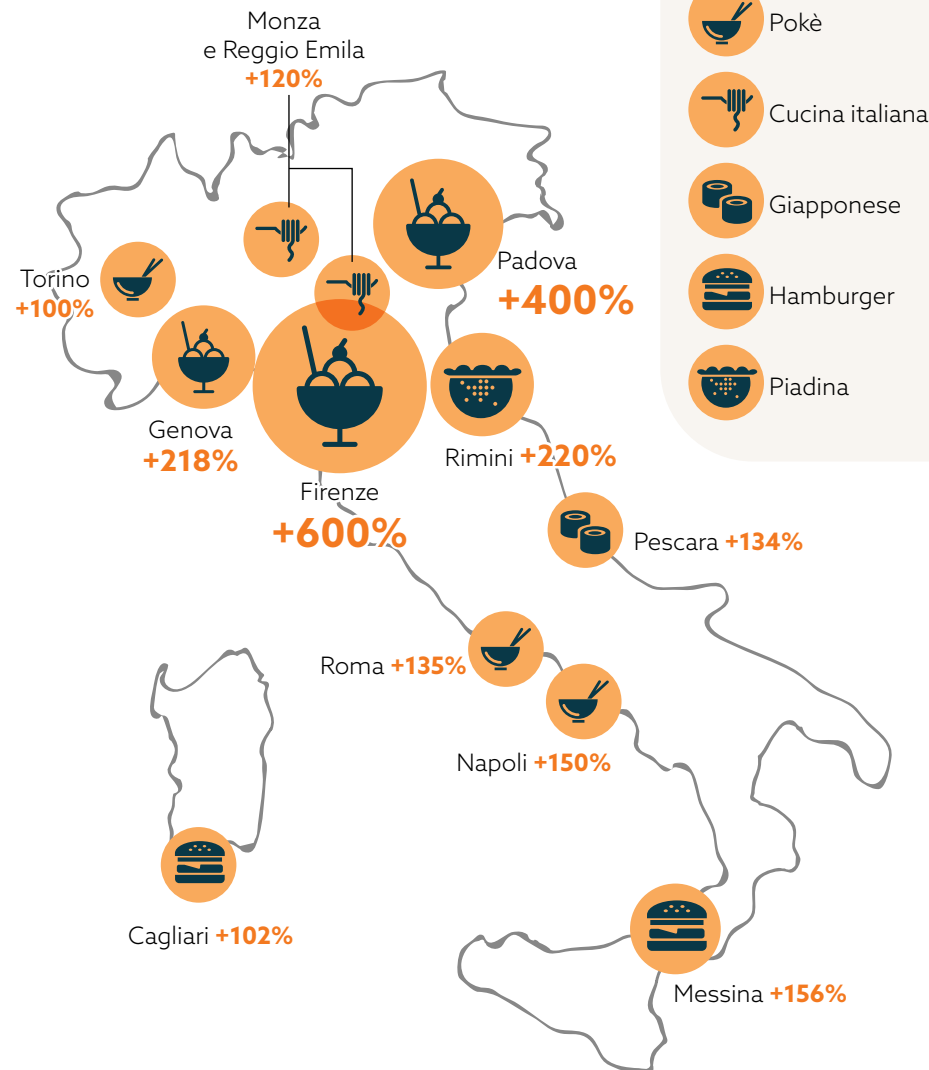 Monza
e Reggio Emila
+120%
Torino
+100%
Genova
+218%
Firenze
+600%
Padova
+400%
Rimini +220%
Pescara +134%
Roma +135%
Napoli +150%
Cagliari +102%
Messina +156%
Pokè
Cucina italiana
Giapponese
Hamburger
Piadina